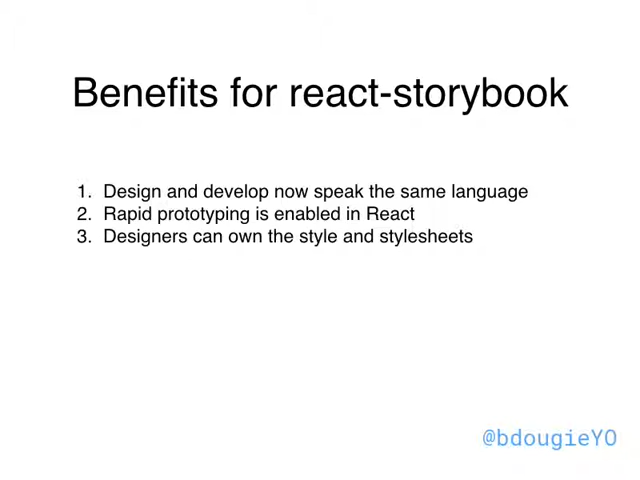 Benefits for react-storybook
1. Design and develop now speak the same language
2. Rapid prototyping is enabled in React
3. Designers can own the style and stylesheets
@bdougieYO